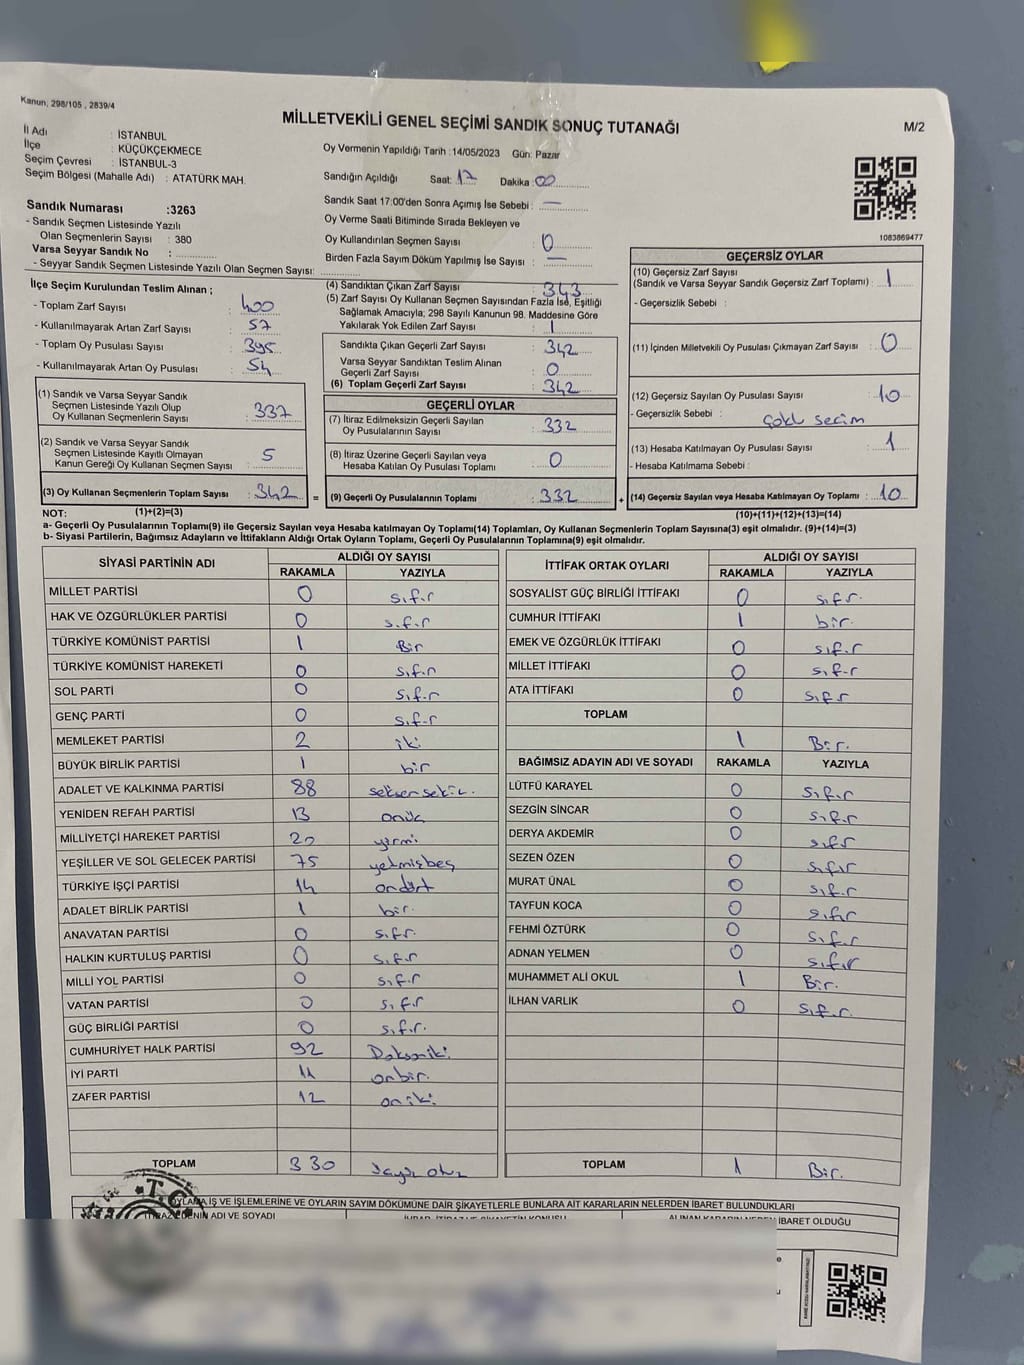 Kanun, 298/105 , 2839/4
MİLLETVEKİLİ GENEL SEÇİMİ SANDIK SONUÇ TUTANAĞI
M/2
İl Adı : İSTANBUL
İlçe : KÜÇÜKÇEKMECE
Seçim Çevresi : İSTANBUL-3
Seçim Bölgesi (Mahalle Adı) : ATATÜRK MAH.
Oy Vermenin Yapıldığı Tarih : 14/05/2023 Gün: Pazar
Sandığın Açıldığı Saat: 17 Dakika : 00
Sandık Saat 17:00'den Sonra Açımış İse Sebebi : —
Oy Verme Saati Bitiminde Sırada Bekleyen ve
Oy Kullandırılan Seçmen Sayısı : 0
Birden Fazla Sayım Döküm Yapılmış İse Sayısı : —
1083869477
Sandık Numarası :3263
- Sandık Seçmen Listesinde Yazılı
Olan Seçmenlerin Sayısı : 380
Varsa Seyyar Sandık No :
- Seyyar Sandık Seçmen Listesinde Yazılı Olan Seçmen Sayısı:
İlçe Seçim Kurulundan Teslim Alınan ;
- Toplam Zarf Sayısı : 400
- Kullanılmayarak Artan Zarf Sayısı : 57
- Toplam Oy Pusulası Sayısı : 395
- Kullanılmayarak Artan Oy Pusulası : 54
(1) Sandık ve Varsa Seyyar Sandık
Seçmen Listesinde Yazılı Olup
Oy Kullanan Seçmenlerin Sayısı : 337
(2) Sandık ve Varsa Seyyar Sandık
Seçmen Listesinde Kayıtlı Olmayan
Kanun Gereği Oy Kullanan Seçmen Sayısı : 5
(3) Oy Kullanan Seçmenlerin Toplam Sayısı : 342 =
(1)+(2)=(3)
(4) Sandıktan Çıkan Zarf Sayısı : 343
(5) Zarf Sayısı Oy Kullanan Seçmen Sayısından Fazla İse, Eşitliği
Sağlamak Amacıyla; 298 Sayılı Kanunun 98. Maddesine Göre
Yakılarak Yok Edilen Zarf Sayısı : 1
Sandıkta Çıkan Geçerli Zarf Sayısı : 342
Varsa Seyyar Sandıktan Teslim Alınan
Geçerli Zarf Sayısı : 0
(6) Toplam Geçerli Zarf Sayısı : 342
GEÇERLİ OYLAR
(7) İtiraz Edilmeksizin Geçerli Sayılan
Oy Pusulalarının Sayısı : 332
(8) İtiraz Üzerine Geçerli Sayılan veya
Hesaba Katılan Oy Pusulası Toplamı : 0
(9) Geçerli Oy Pusulalarının Toplamı : 332 +
GEÇERSİZ OYLAR
(10) Geçersiz Zarf Sayısı
(Sandık ve Varsa Seyyar Sandık Geçersiz Zarf Toplamı) : 1
- Geçersizlik Sebebi :
(11) İçinden Milletvekili Oy Pusulası Çıkmayan Zarf Sayısı : 0
(12) Geçersiz Sayılan Oy Pusulası Sayısı : 10
- Geçersizlik Sebebi : çoklu seçim
(13) Hesaba Katılmayan Oy Pusulası Sayısı : 1
- Hesaba Katılmama Sebebi :
(14) Geçersiz Sayılan veya Hesaba Katılmayan Oy Toplamı : 10
(10)+(11)+(12)+(13)=(14)
NOT:
a- Geçerli Oy Pusulalarının Toplamı(9) ile Geçersiz Sayılan veya Hesaba katılmayan Oy Toplamı(14) Toplamları, Oy Kullanan Seçmenlerin Toplam Sayısına(3) eşit olmalıdır. (9)+(14)=(3)
b- Siyasi Partilerin, Bağımsız Adayların ve İttifakların Aldığı Ortak Oyların Toplamı, Geçerli Oy Pusulalarının Toplamına(9) eşit olmalıdır.
SİYASİ PARTİNİN ADI ALDIĞI OY SAYISI
RAKAMLA YAZIYLA
MİLLET PARTİSİ 0 sıfır
HAK VE ÖZGÜRLÜKLER PARTİSİ 0 sıfır
TÜRKİYE KOMÜNİST PARTİSİ 1 Bir
TÜRKİYE KOMÜNİST HAREKETİ 0 sıfır
SOL PARTİ 0 sıfır
GENÇ PARTİ 0 sıfır
MEMLEKET PARTİSİ 2 iki
BÜYÜK BİRLİK PARTİSİ 1 bir
ADALET VE KALKINMA PARTİSİ 88 seksensekiz.
YENİDEN REFAH PARTİSİ 13 onüç
MİLLİYETÇİ HAREKET PARTİSİ 20 yirmi
YEŞİLLER VE SOL GELECEK PARTİSİ 75 yetmişbeş
TÜRKİYE İŞÇİ PARTİSİ 14 ondört
ADALET BİRLİK PARTİSİ 1 bir.
ANAVATAN PARTİSİ 0 sıfır.
HALKIN KURTULUŞ PARTİSİ 0 sıfır
MİLLİ YOL PARTİSİ 0 sıfır
VATAN PARTİSİ 0 sıfır
GÜÇ BİRLİĞİ PARTİSİ 0 sıfır.
CUMHURİYET HALK PARTİSİ 92 Doksaniki.
İYİ PARTİ 11 onbir.
ZAFER PARTİSİ 12 oniki
TOPLAM 330
İTTİFAK ORTAK OYLARI ALDIĞI OY SAYISI
RAKAMLA YAZIYLA
SOSYALİST GÜÇ BİRLİĞİ İTTİFAKI 0 sıfır.
CUMHUR İTTİFAKI 1 bir.
EMEK VE ÖZGÜRLÜK İTTİFAKI 0 sıfır
MİLLET İTTİFAKI 0 sıfır
ATA İTTİFAKI 0 sıfır
TOPLAM 1 Bir.
BAĞIMSIZ ADAYIN ADI VE SOYADI RAKAMLA YAZIYLA
LÜTFÜ KARAYEL 0 sıfır
SEZGİN SİNCAR 0 sıfır
DERYA AKDEMİR 0 sıfır
SEZEN ÖZEN 0 sıfır
MURAT ÜNAL 0 sıfır
TAYFUN KOCA 0 sıfır
FEHMİ ÖZTÜRK 0 sıfır
ADNAN YELMEN 0 sıfır
MUHAMMET ALİ OKUL 1 Bir.
İLHAN VARLIK 0 sıfır.
TOPLAM 1 Bir.
T.C.
OYLAMA İŞ VE İŞLEMLERİNE VE OYLARIN SAYIM DÖKÜMÜNE DAİR ŞİKAYETLERLE BUNLARA AİT KARARLARIN NELERDEN İBARET BULUNDUKLARI
ADI VE SOYADI
İBARET OLDUĞU